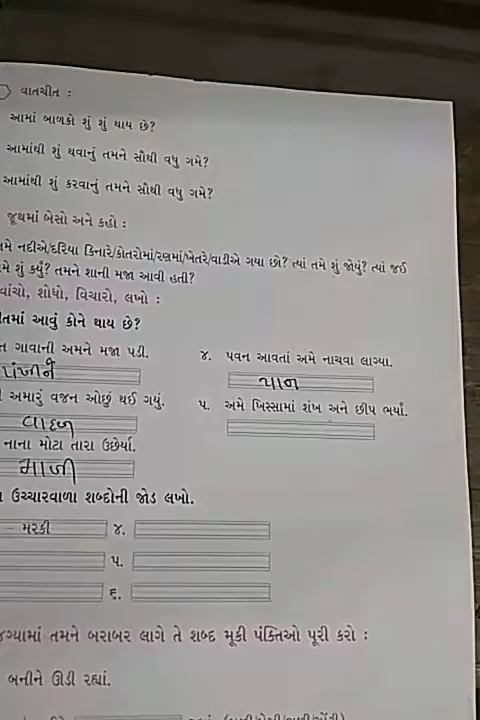 વાતચીત :
આમાં બાળકો શું શું થાય છે?
આમાંથી શું થવાનું તમને સૌથી વધુ ગમે?
આમાંથી શું કરવાનું તમને સૌથી વધુ ગમે?
જૂથમાં બેસો અને કહો :
નદીએ/દરિયા કિનારે/કોતરોમાં/રણમાં/ખેતરે/વાડીએ ગયા છો? ત્યાં તમે શું જોયું? ત્યાં જઈ
શું કર્યું? તમને શાની મજા આવી હતી?
વાંચો, શોધો, વિચારો, લખો :
આવું કોને થાય છે?
ગાવાની અમને મજા પડી.
૪. પવન આવતાં અમે નાચવા લાગ્યા.
અમારું વજન ઓછું થઈ ગયું.
૫. અમે ખિસ્સામાં શંખ અને છીપ ભર્યાં.
નાના મોટા તારા ઉછેર્યા.
માળી
ઉચ્ચારવાળા શબ્દોની જોડ લખો.
મરકી
૪.
૫.
૬.
તમને બરાબર લાગે તે શબ્દ મૂકી પંક્તિઓ પૂરી કરો :
બનીને ઊડી રહ્યાં.